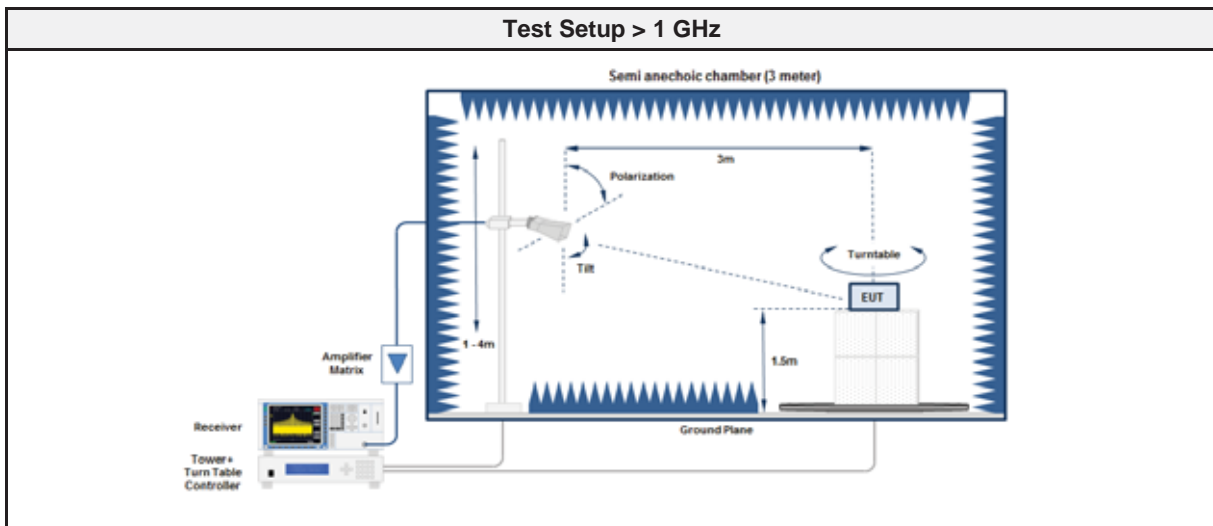 Test Setup > 1 GHz
Semi anechoic chamber (3 meter)
3m
Polarization
Tilt
Turntable
EUT
1 - 4m
1.5m
Amplifier
Matrix
Receiver
Ground Plane
Tower+
Turn Table
Controller